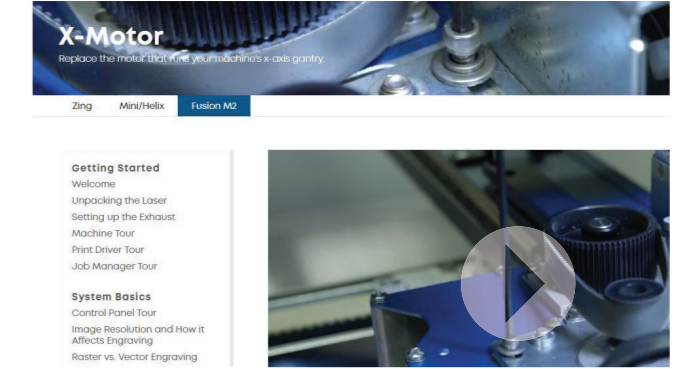 X-Motor
Replace the motor that runs your machine's x-axis gantry.
Zing Mini/Helix Fusion M2
Getting Started
Welcome
Unpacking the Laser
Setting up the Exhaust
Machine Tour
Print Driver Tour
Job Manager Tour
System Basics
Control Panel Tour
Image Resolution and How it
Affects Engraving
Raster vs. Vector Engraving